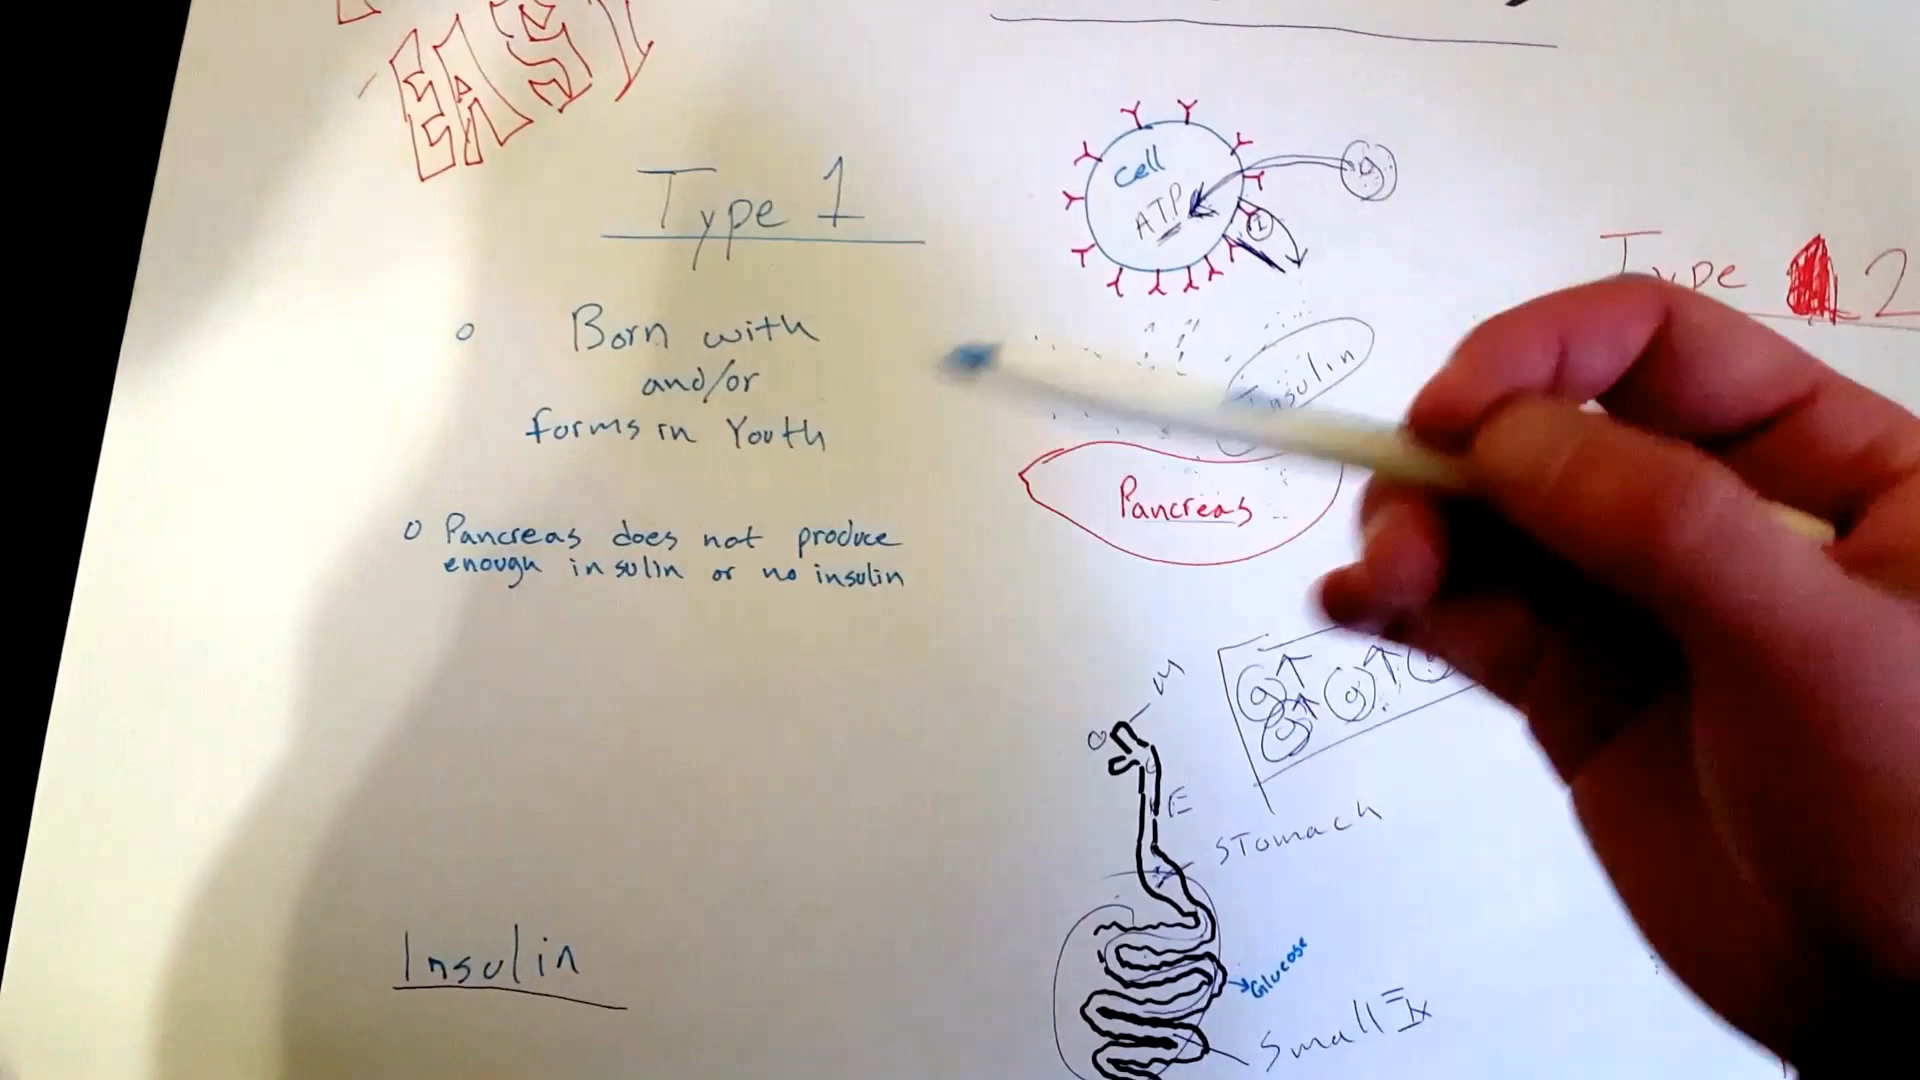 EASY
Type 1
o Born with
and/or
forms in Youth
o Pancreas does not produce
enough insulin or no insulin
Insulin
Cell
ATP
g
I
Insulin
Pancreas
Type 2
g
g
g
M
O
E
Stomach
Glucose
Small Ix